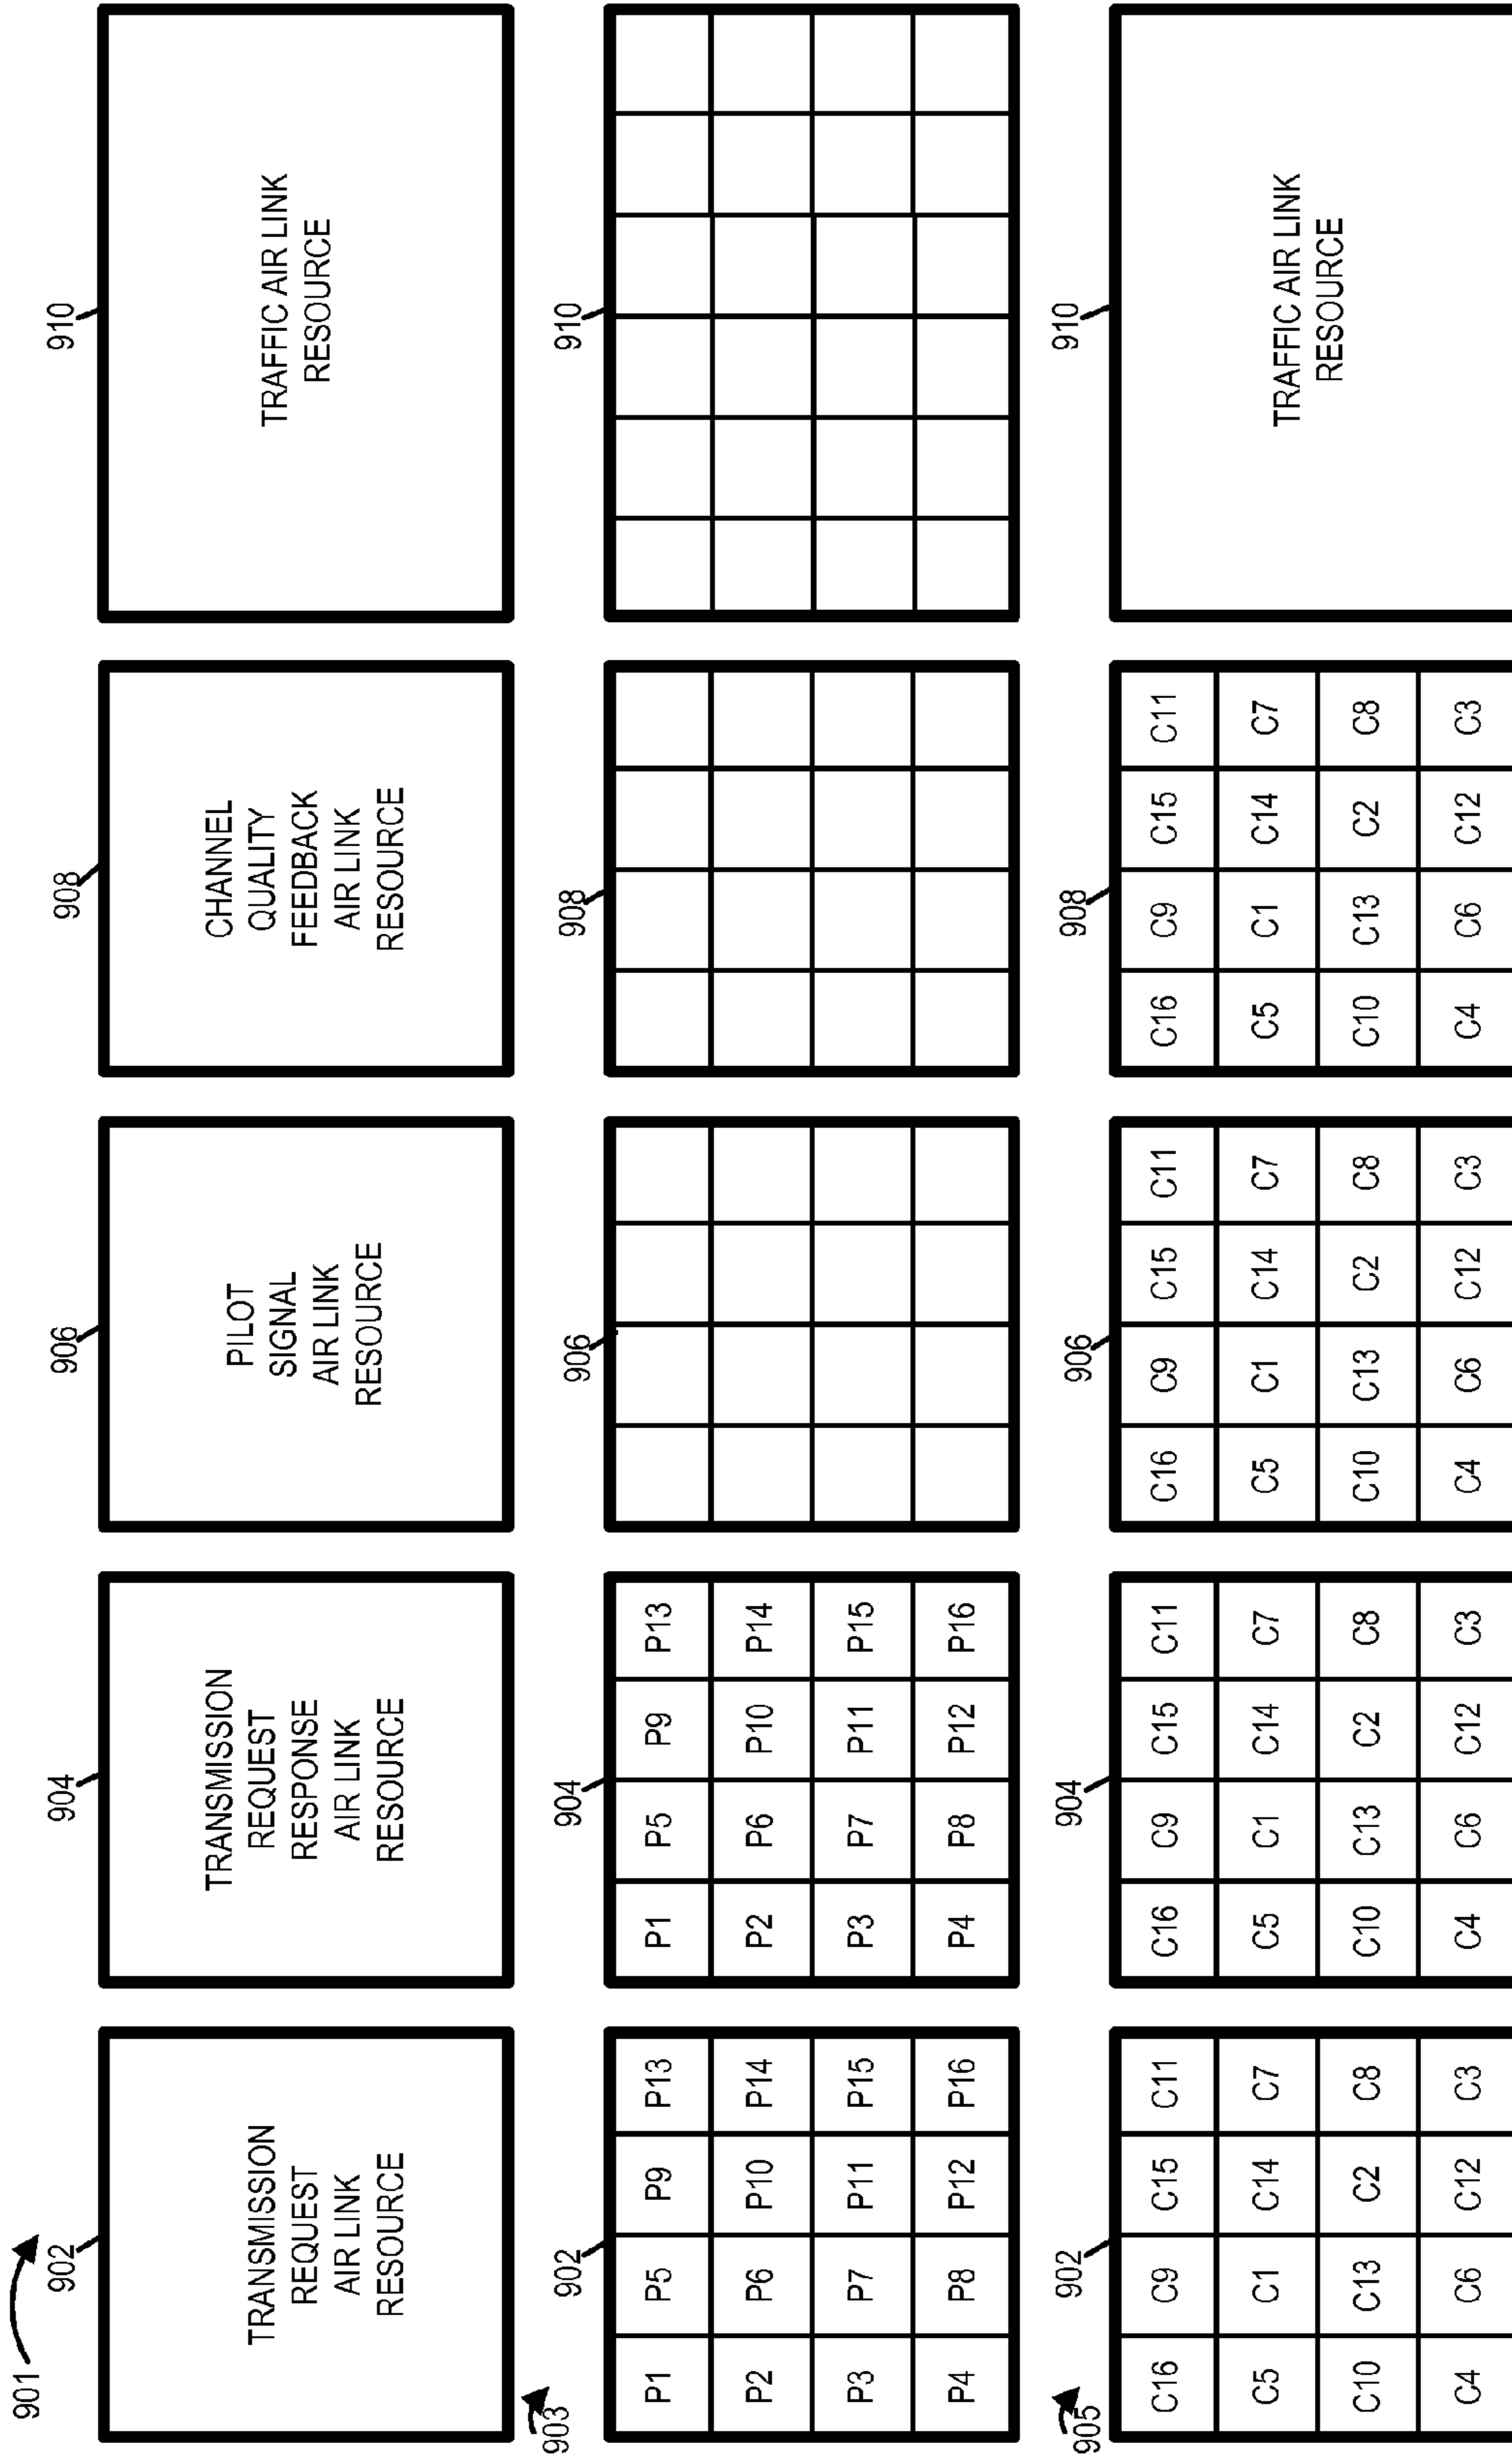 901
902
904
906
908
910
TRANSMISSION
REQUEST
AIR LINK
RESOURCE
TRANSMISSION
REQUEST
RESPONSE
AIR LINK
RESOURCE
PILOT
SIGNAL
AIR LINK
RESOURCE
CHANNEL
QUALITY
FEEDBACK
AIR LINK
RESOURCE
TRAFFIC AIR LINK
RESOURCE
903
902
904
906
908
910
P1 P5 P9 P13
P2 P6 P10 P14
P3 P7 P11 P15
P4 P8 P12 P16
P1 P5 P9 P13
P2 P6 P10 P14
P3 P7 P11 P15
P4 P8 P12 P16
905
902
904
906
908
910
C16 C9 C15 C11
C5 C1 C14 C7
C10 C13 C2 C8
C4 C6 C12 C3
C16 C9 C15 C11
C5 C1 C14 C7
C10 C13 C2 C8
C4 C6 C12 C3
C16 C9 C15 C11
C5 C1 C14 C7
C10 C13 C2 C8
C4 C6 C12 C3
C16 C9 C15 C11
C5 C1 C14 C7
C10 C13 C2 C8
C4 C6 C12 C3
TRAFFIC AIR LINK
RESOURCE